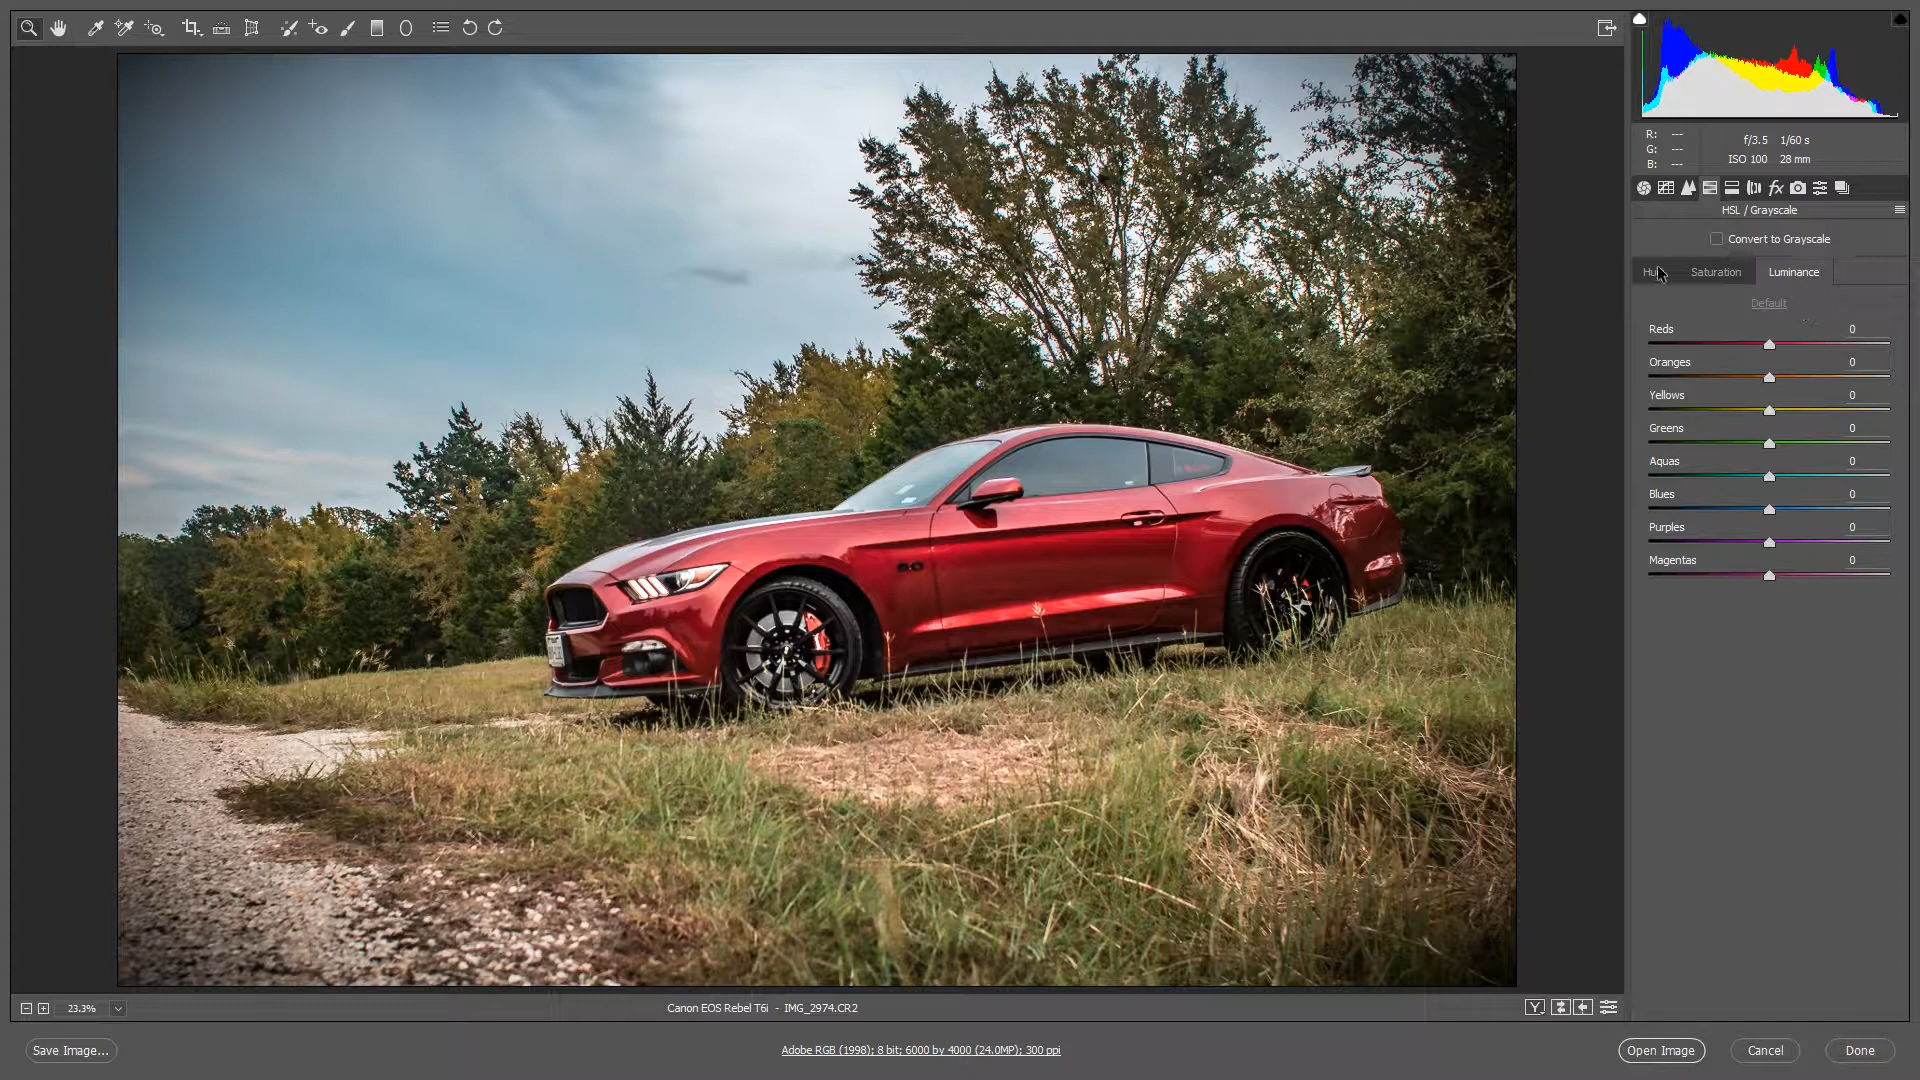 R: ---
G: ---
B: ---
f/3.5 1/60 s
ISO 100 28 mm
HSL / Grayscale
Convert to Grayscale
Hue Saturation Luminance
Default
Reds 0
Oranges 0
Yellows 0
Greens 0
Aquas 0
Blues 0
Purples 0
Magentas 0
5.0
23.3%
Canon EOS Rebel T6i - IMG_2974.CR2
Y
Save Image...
Adobe RGB (1998); 8 bit; 6000 by 4000 (24.0MP); 300 ppi
Open Image
Cancel
Done